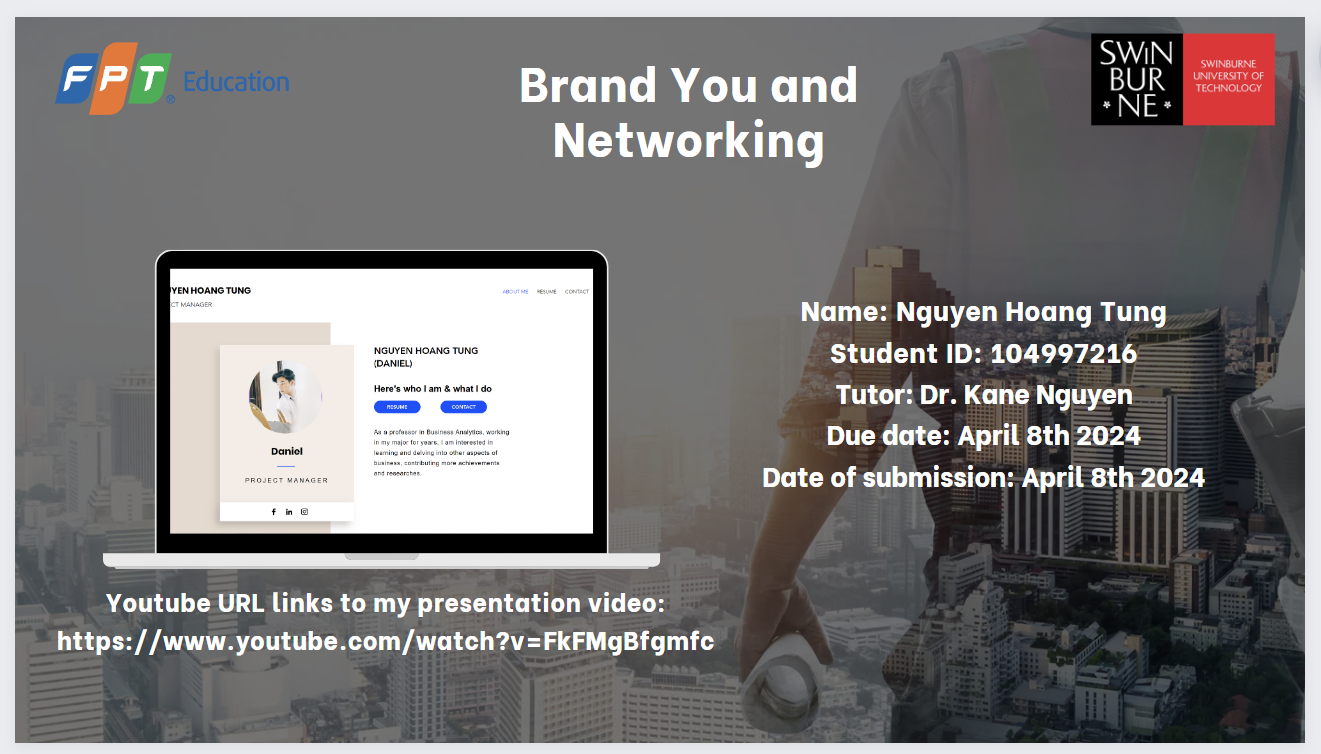 FPT® Education
Brand You and
Networking
SWIN
BUR
* NE *
SWINBURNE
UNIVERSITY OF
TECHNOLOGY
YEN HOANG TUNG
CT MANAGER
ABOUT ME RESUME CONTACT
Daniel
PROJECT MANAGER
f in
NGUYEN HOANG TUNG
(DANIEL)
Here's who I am & what I do
RESUME CONTACT
As a professor in Business Analytics, working
in my major for years, I am interested in
learning and delving into other aspects of
business, contributing more achievements
and researches.
Name: Nguyen Hoang Tung
Student ID: 104997216
Tutor: Dr. Kane Nguyen
Due date: April 8th 2024
Date of submission: April 8th 2024
Youtube URL links to my presentation video:
https://www.youtube.com/watch?v=FkFMgBfgmfc